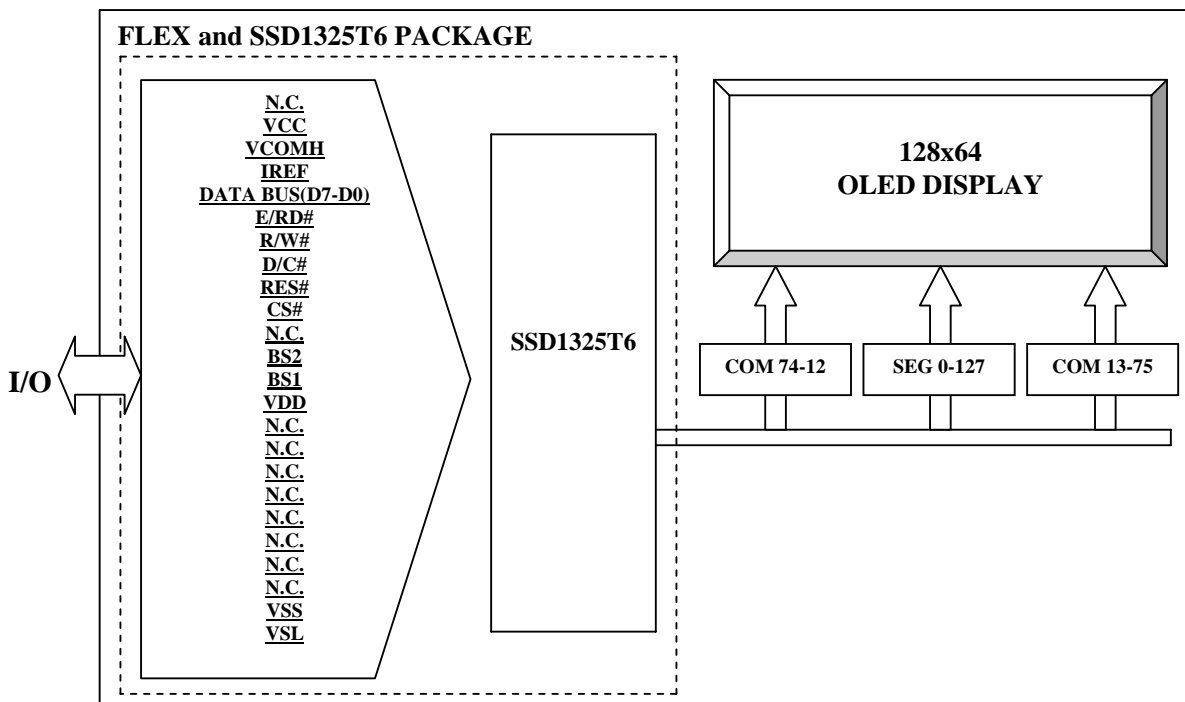 FLEX and SSD1325T6 PACKAGE
N.C.
VCC
VCOMH
IREF
DATA BUS(D7-D0)
E/RD#
R/W#
D/C#
RES#
CS#
N.C.
BS2
BS1
VDD
N.C.
N.C.
N.C.
N.C.
N.C.
N.C.
N.C.
N.C.
VSS
VSL
I/O
SSD1325T6
128x64
OLED DISPLAY
COM 74-12
SEG 0-127
COM 13-75